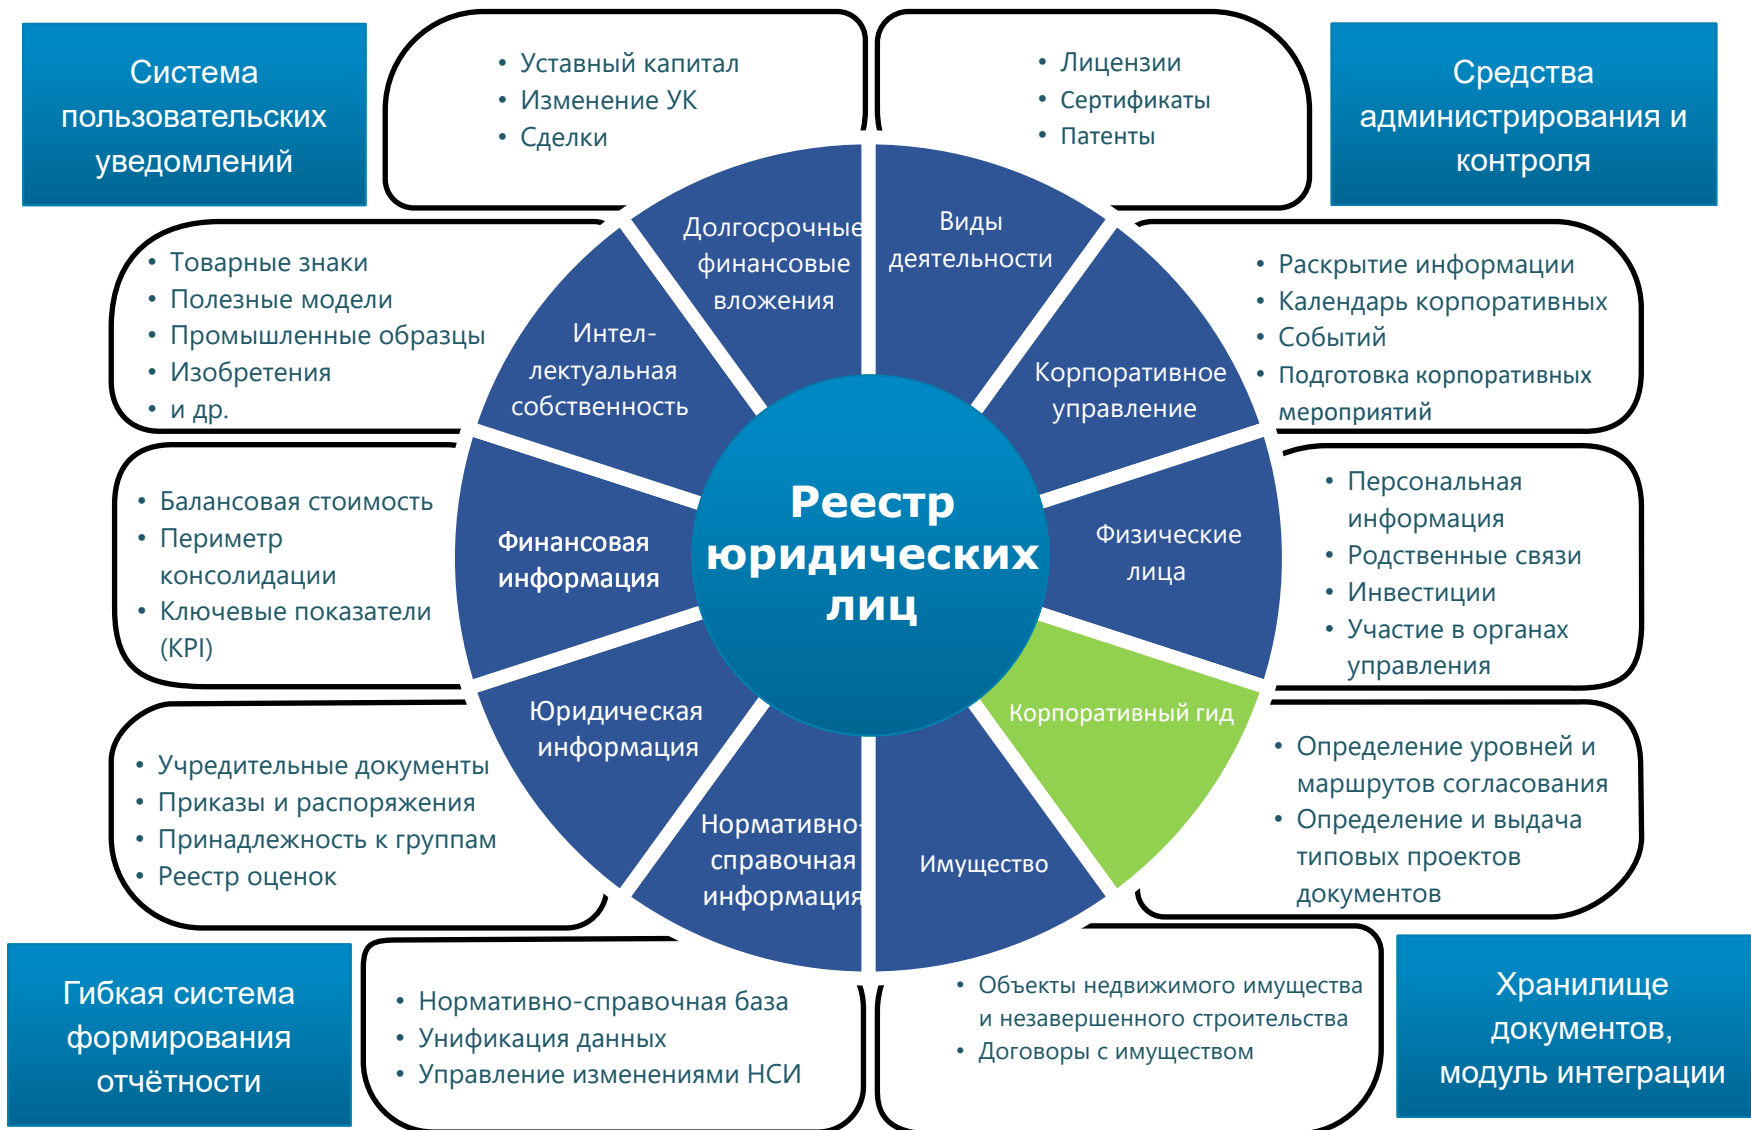 Система
пользовательских
уведомлений
• Уставный капитал
• Изменение УК
• Сделки
• Лицензии
• Сертификаты
• Патенты
Средства
администрирования и
контроля
• Товарные знаки
• Полезные модели
• Промышленные образцы
• Изобретения
• и др.
Долгосрочные
финансовые
вложения
Виды
деятельности
• Раскрытие информации
• Календарь корпоративных
• Событий
• Подготовка корпоративных
мероприятий
Интел-
лектуальная
собственность
Корпоративное
управление
• Балансовая стоимость
• Периметр
консолидации
• Ключевые показатели
(KPI)
Финансовая
информация
Реестр
юридических
лиц
Физические
лица
• Персональная
информация
• Родственные связи
• Инвестиции
• Участие в органах
управления
Юридическая
информация
Корпоративный гид
• Учредительные документы
• Приказы и распоряжения
• Принадлежность к группам
• Реестр оценок
Нормативно-
справочная
информация
Имущество
• Определение уровней и
маршрутов согласования
• Определение и выдача
типовых проектов
документов
Гибкая система
формирования
отчётности
• Нормативно-справочная база
• Унификация данных
• Управление изменениями НСИ
• Объекты недвижимого имущества
и незавершенного строительства
• Договоры с имуществом
Хранилище
документов,
модуль интеграции